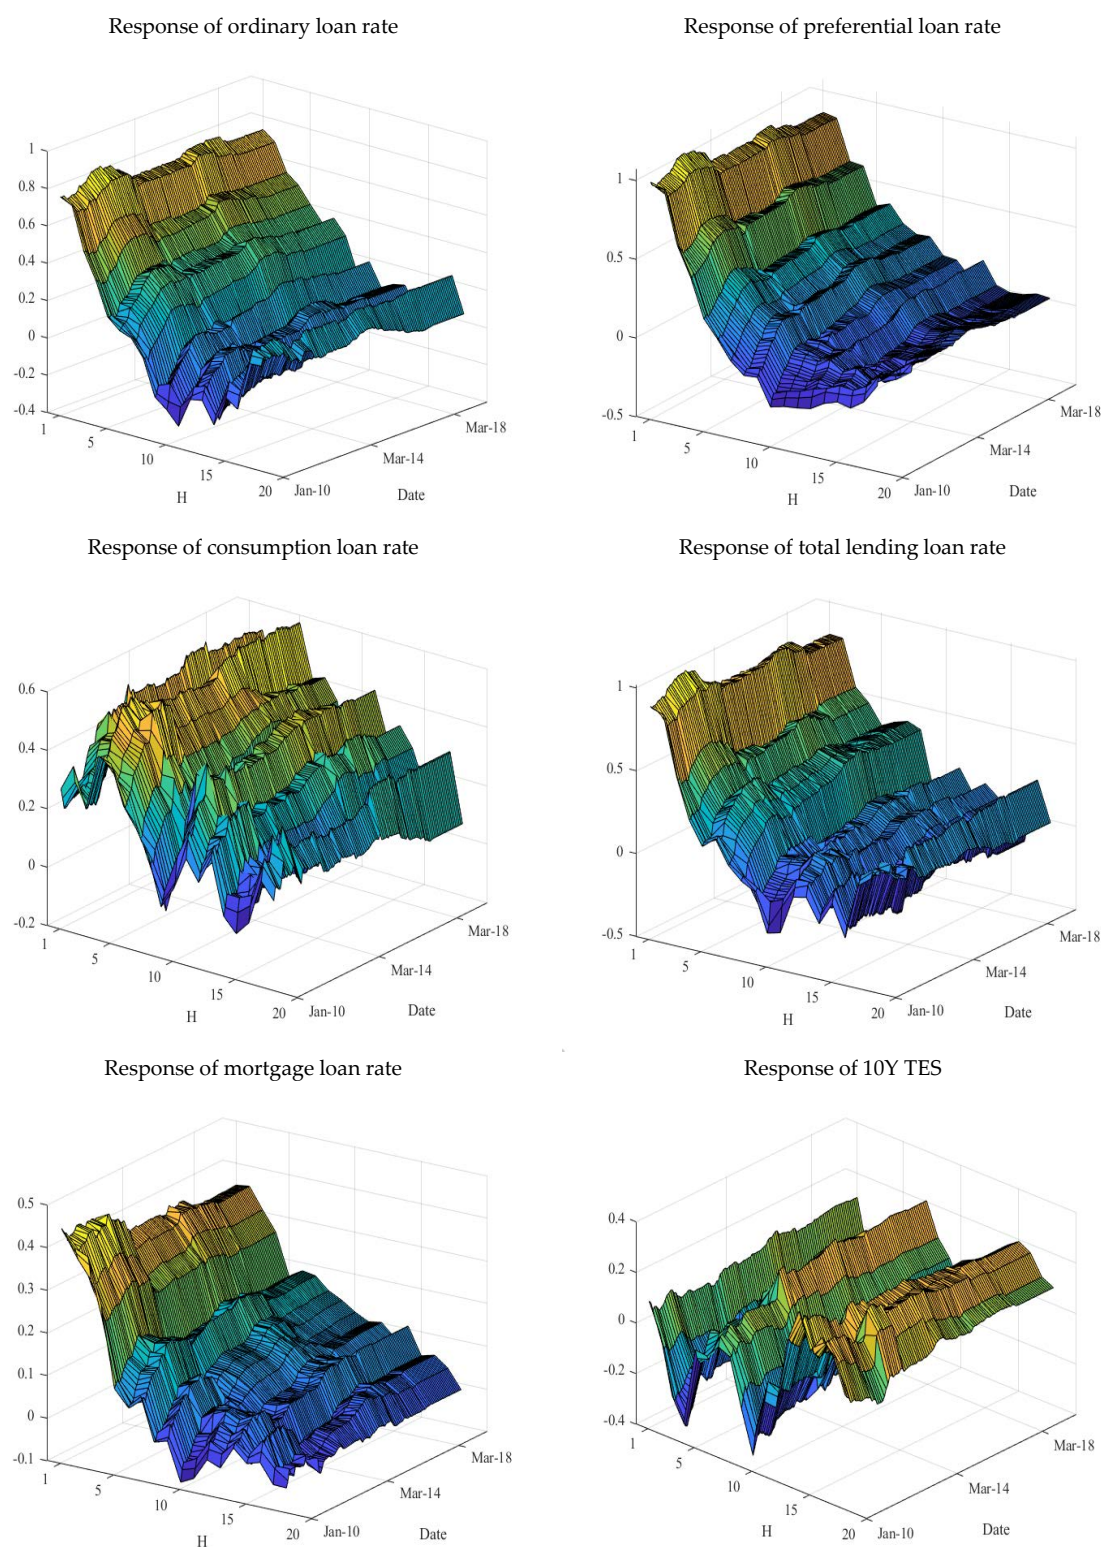 Response of ordinary loan rate
1
0.8
0.6
0.4
0.2
0
-0.2
-0.4
1
5
10
15
20
H
Jan-10
Mar-14
Mar-18
Date
Response of preferential loan rate
1
0.5
0
-0.5
1
5
10
15
20
H
Jan-10
Mar-14
Mar-18
Date
Response of consumption loan rate
0.6
0.4
0.2
0
-0.2
1
5
10
15
20
H
Jan-10
Mar-14
Mar-18
Date
Response of total lending loan rate
1
0.5
0
-0.5
1
5
10
15
20
H
Jan-10
Mar-14
Mar-18
Date
Response of mortgage loan rate
0.5
0.4
0.3
0.2
0.1
0
-0.1
1
5
10
15
20
H
Jan-10
Mar-14
Mar-18
Date
Response of 10Y TES
0.4
0.2
0
-0.2
-0.4
1
5
10
15
20
H
Jan-10
Mar-14
Mar-18
Date